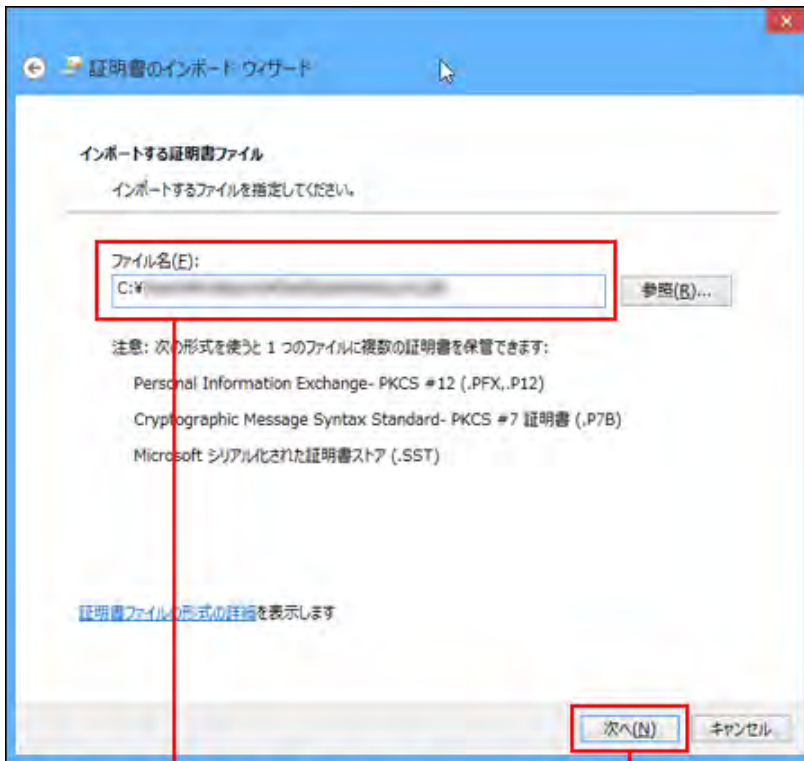 証明書のインポート ウィザード
インポートする証明書ファイル
インポートするファイルを指定してください。
ファイル名(F):
C:¥
参照(R)...
注意: 次の形式を使うと 1 つのファイルに複数の証明書を保管できます:
Personal Information Exchange- PKCS #12 (.PFX,.P12)
Cryptographic Message Syntax Standard- PKCS #7 証明書 (.P7B)
Microsoft シリアル化された証明書ストア (.SST)
証明書ファイルの形式の詳細を表示します
次へ(N)
キャンセル